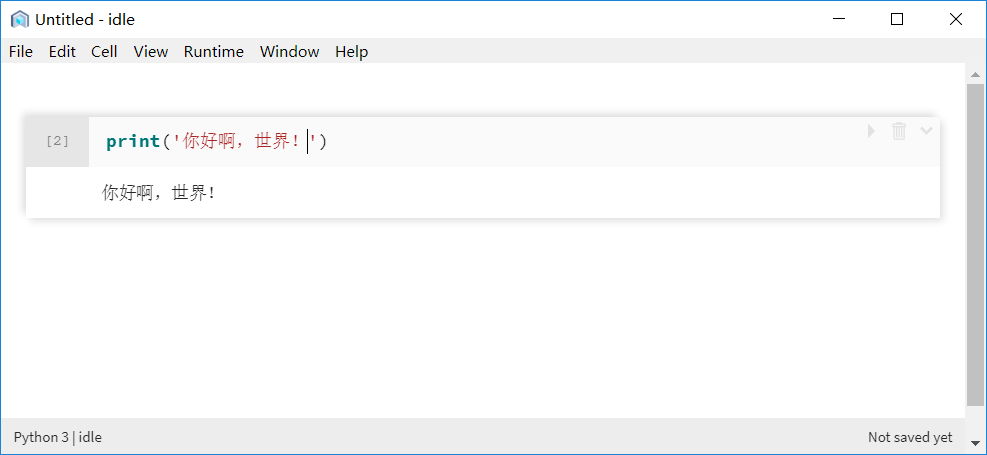 Untitled - idle
File Edit Cell View Runtime Window Help
[2] print('你好啊，世界！')
你好啊，世界！
Python 3 | idle Not saved yet